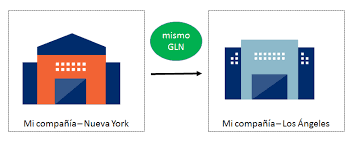 mismo
GLN
Mi compañía – Nueva York
Mi compañía – Los Ángeles